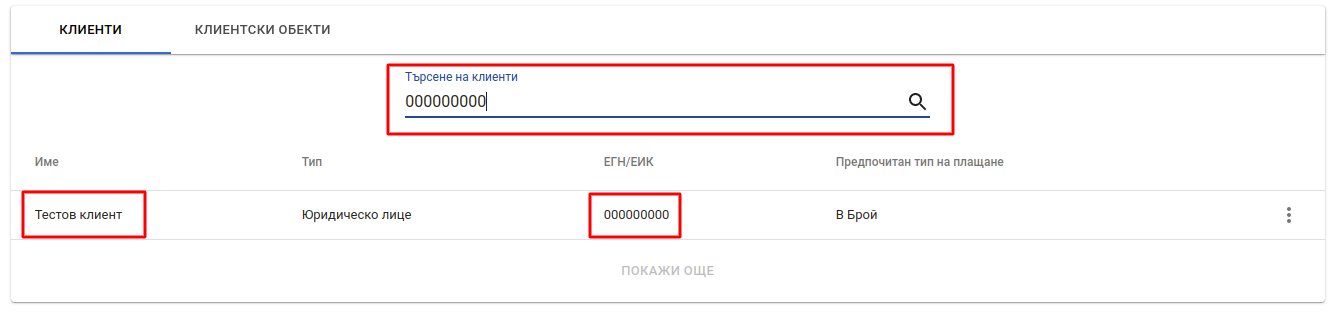 КЛИЕНТИ КЛИЕНТСКИ ОБЕКТИ
Търсене на клиенти
000000000
Име Тип ЕГН/ЕИК Предпочитан тип на плащане
Тестов клиент Юридическо лице 000000000 В Брой
ПОКАЖИ ОЩЕ